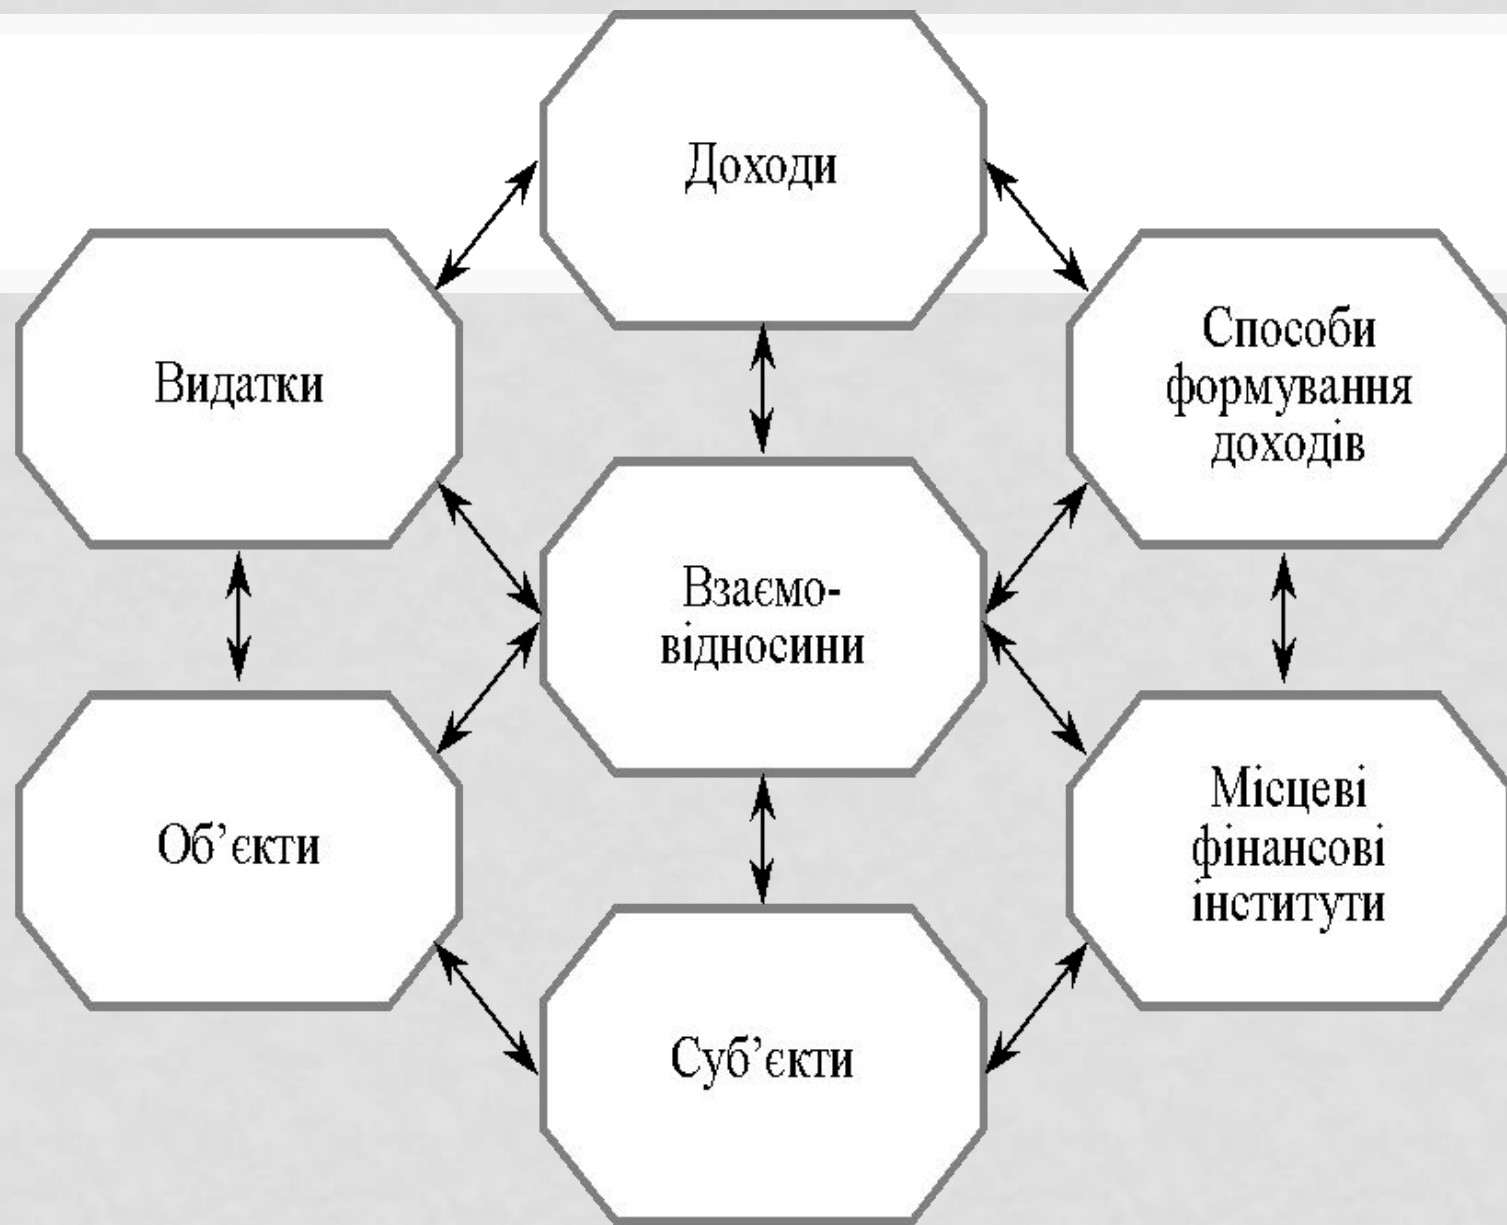 Доходи
Видатки
Способи
формування
доходів
Взаємо-
відносини
Об’єкти
Місцеві
фінансові
інститути
Суб’єкти